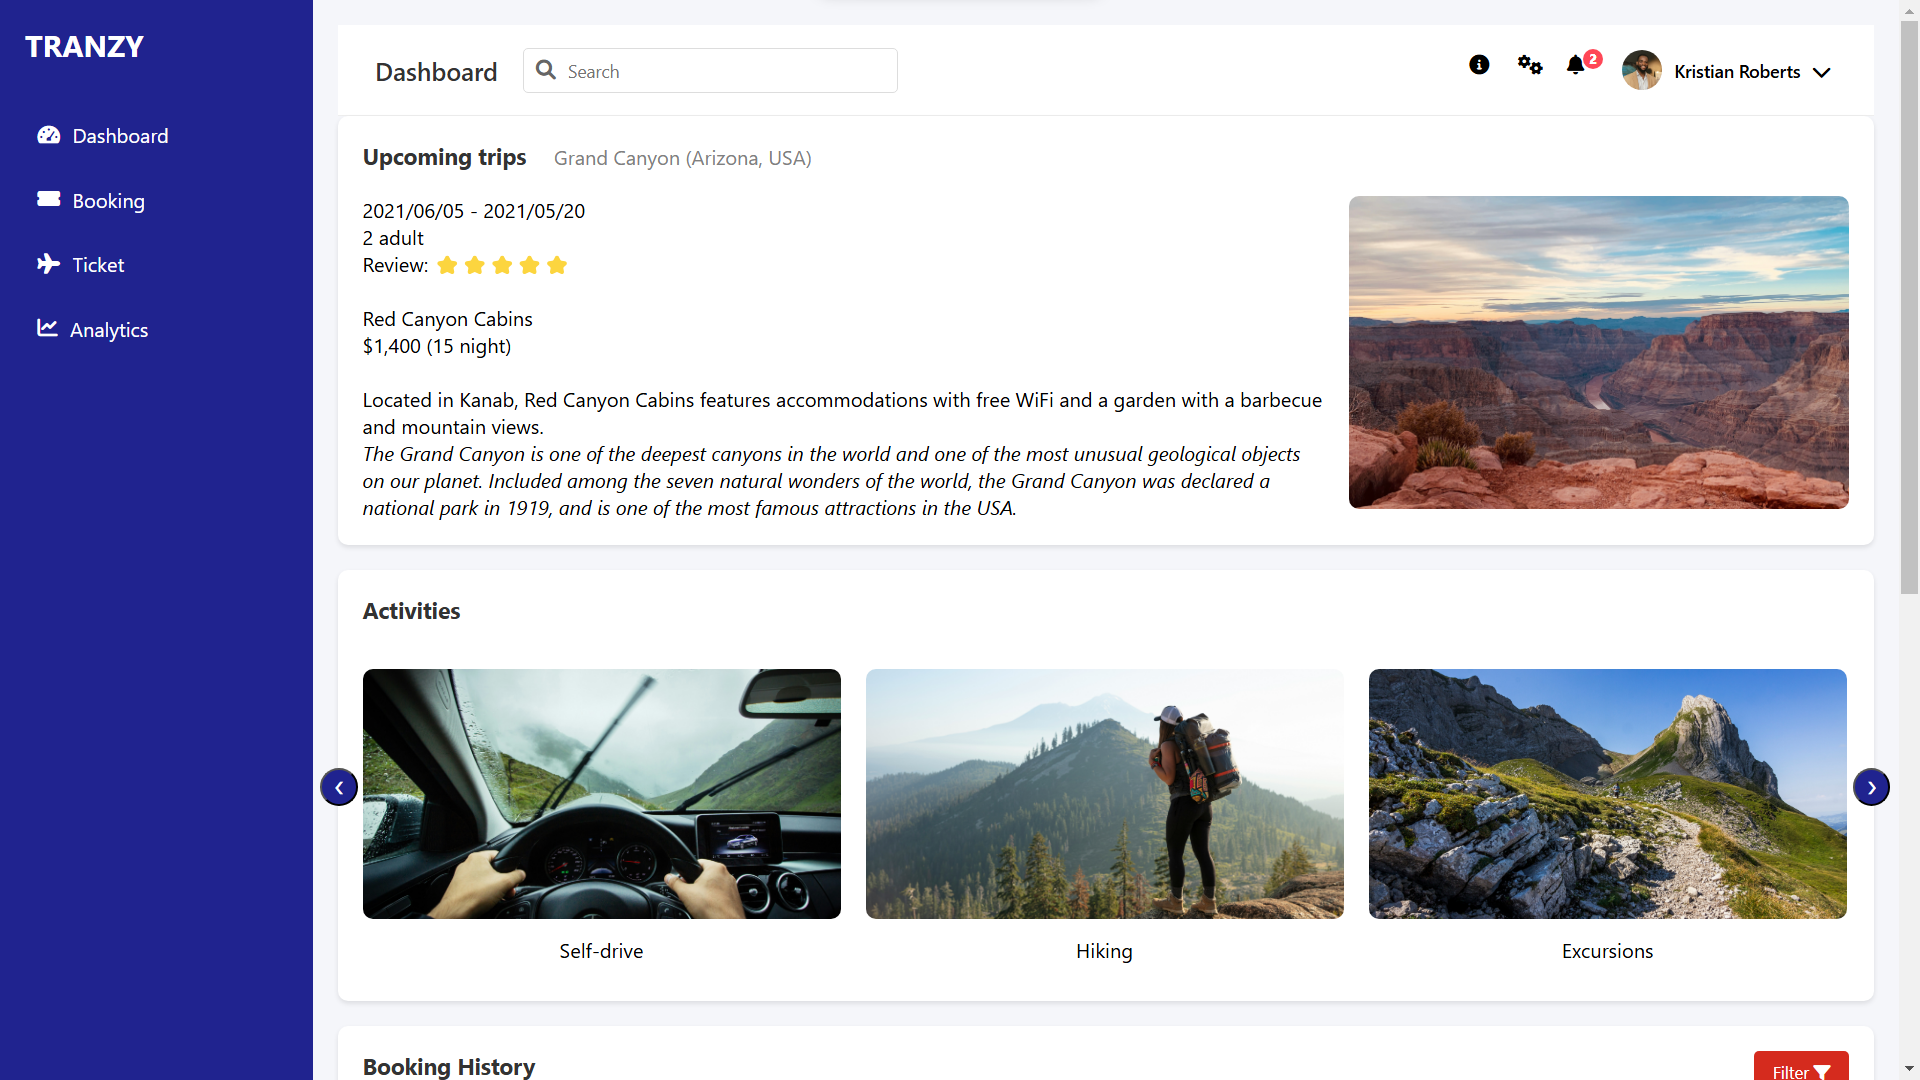 TRANZY
Dashboard
Booking
Ticket
Analytics
Dashboard
Search
2
Kristian Roberts
Upcoming trips
Grand Canyon (Arizona, USA)
2021/06/05 - 2021/05/20
2 adult
Review:
Red Canyon Cabins
$1,400 (15 night)
Located in Kanab, Red Canyon Cabins features accommodations with free WiFi and a garden with a barbecue
and mountain views.
The Grand Canyon is one of the deepest canyons in the world and one of the most unusual geological objects
on our planet. Included among the seven natural wonders of the world, the Grand Canyon was declared a
national park in 1919, and is one of the most famous attractions in the USA.
Activities
Self-drive
Hiking
Excursions
Booking History
Filter